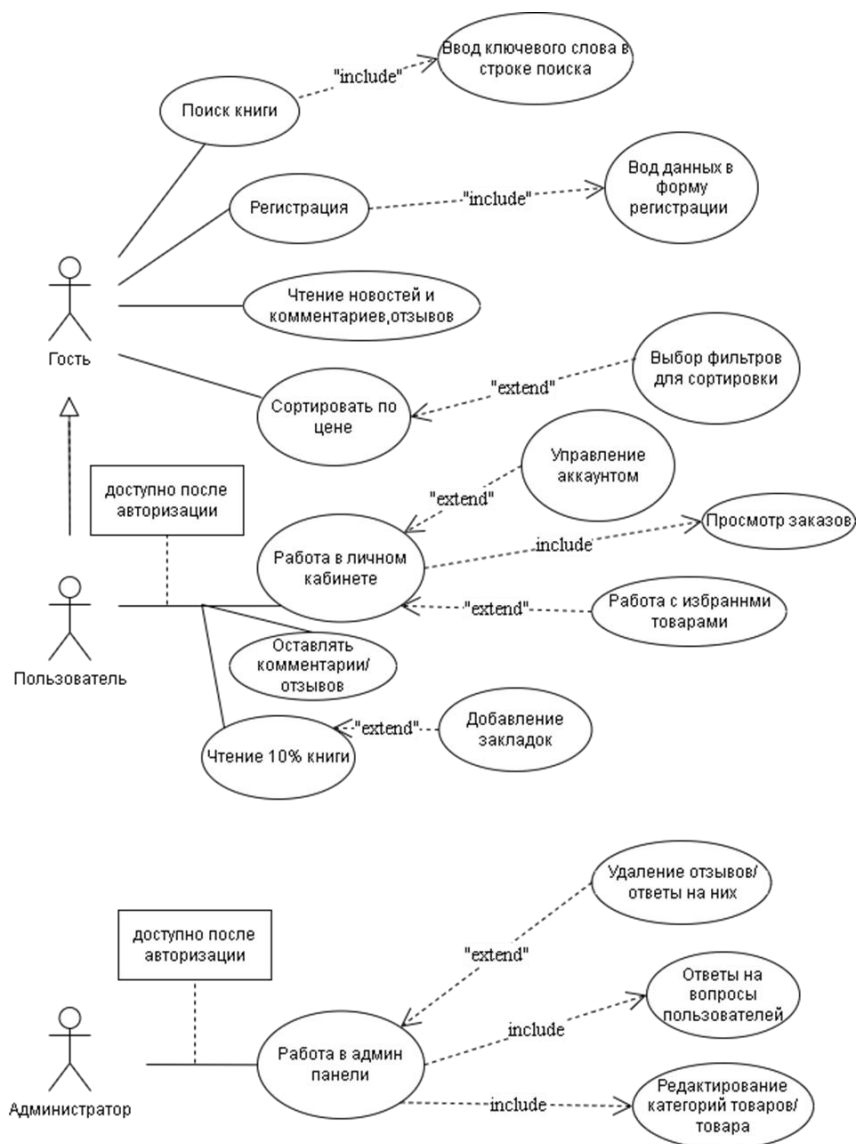 Ввод ключевого слова в
строке поиска
"include"
Поиск книги
Вод данных в
форму
регистрации
"include"
Регистрация
Чтение новостей и
комментариев,отзывов
Гость
Выбор фильтров
для сортировки
"extend"
Сортировать по
цене
Управление
аккаунтом
доступно после
авторизации
"extend"
Просмотр заказов
include
Работа в личном
кабинете
Работа с избраннми
товарами
"extend"
Оставлять
комментарии/
отзывов
Пользователь
Добавление
закладок
"extend"
Чтение 10% книги
Удаление отзывов/
ответы на них
доступно после
авторизации
"extend"
Ответы на
вопросы
пользователей
include
Работа в админ
панели
Администратор
Редактирование
категорий товаров/
товара
include